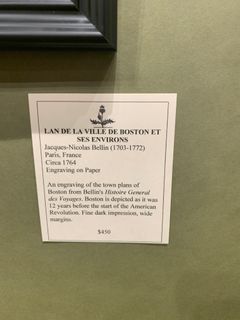 LAN DE LA VILLE DE BOSTON ET
SES ENVIRONS
Jacques-Nicolas Bellin (1703-1772)
Paris, France
Circa 1764
Engraving on Paper
An engraving of the town plans of
Boston from Bellin's Histoire General
des Voyages. Boston is depicted as it was
12 years before the start of the American
Revolution. Fine dark impression, wide
margins.
$450